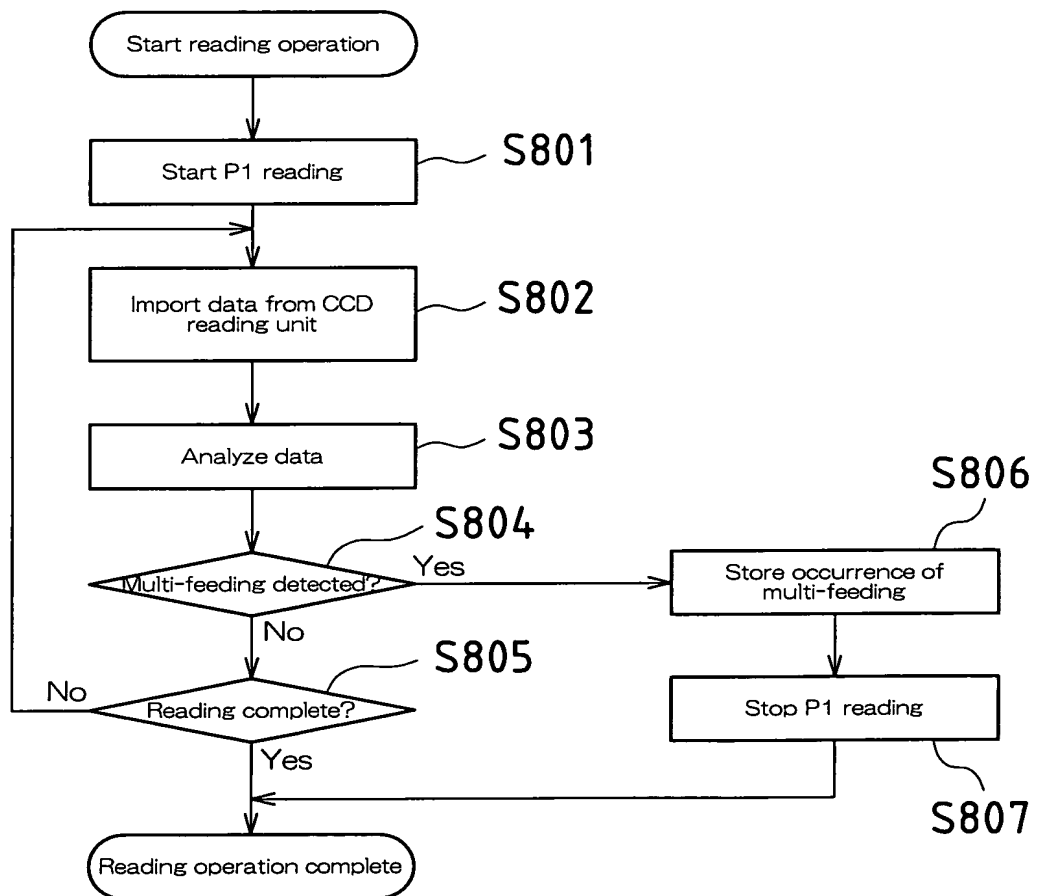 Start reading operation
Start P1 reading
S801
Import data from CCD
reading unit
S802
Analyze data
S803
Multi-feeding detected?
S804
Yes
No
Store occurrence of
multi-feeding
S806
Reading complete?
S805
No
Yes
Stop P1 reading
S807
Reading operation complete